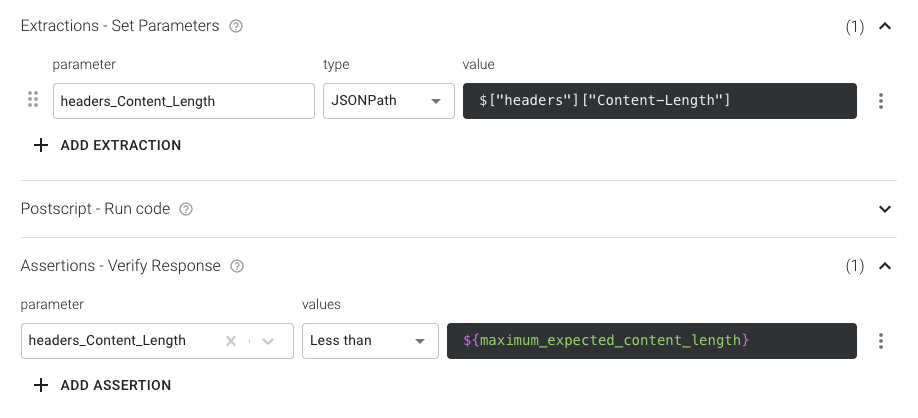 Extractions - Set Parameters ? (1)
parameter type value
headers_Content_Length JSONPath $["headers"]["Content-Length"]
+ ADD EXTRACTION
Postscript - Run code ?
Assertions - Verify Response ? (1)
parameter values
headers_Content_Length Less than ${maximum_expected_content_length}
+ ADD ASSERTION